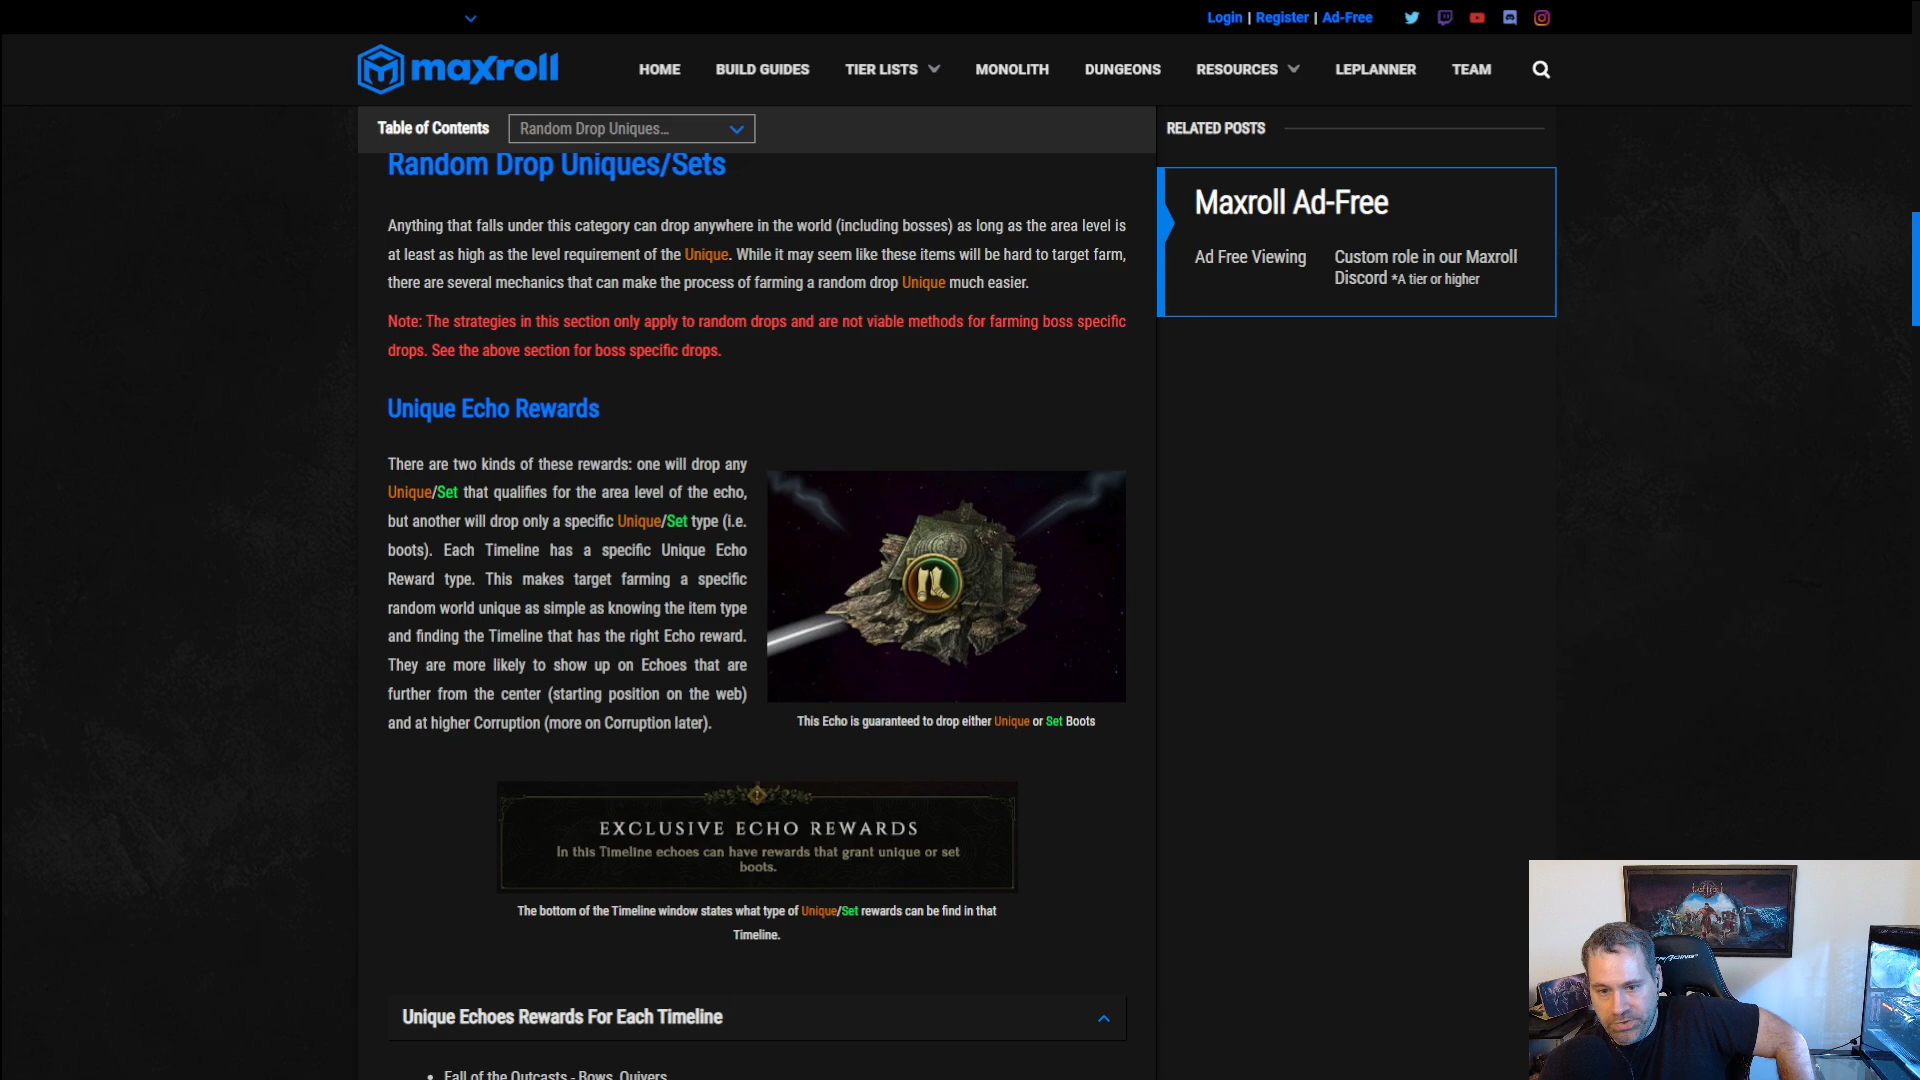 Login | Register | Ad-Free
maxroll
HOME
BUILD GUIDES
TIER LISTS
MONOLITH
DUNGEONS
RESOURCES
LEPLANNER
TEAM
Table of Contents
Random Drop Uniques...
RELATED POSTS
Random Drop Uniques/Sets
Anything that falls under this category can drop anywhere in the world (including bosses) as long as the area level is
at least as high as the level requirement of the Unique. While it may seem like these items will be hard to target farm,
there are several mechanics that can make the process of farming a random drop Unique much easier.
Note: The strategies in this section only apply to random drops and are not viable methods for farming boss specific
drops. See the above section for boss specific drops.
Maxroll Ad-Free
Ad Free Viewing
Custom role in our Maxroll
Discord *A tier or higher
Unique Echo Rewards
There are two kinds of these rewards: one will drop any
Unique/Set that qualifies for the area level of the echo,
but another will drop only a specific Unique/Set type (i.e.
boots). Each Timeline has a specific Unique Echo
Reward type. This makes target farming a specific
random world unique as simple as knowing the item type
and finding the Timeline that has the right Echo reward.
They are more likely to show up on Echoes that are
further from the center (starting position on the web)
and at higher Corruption (more on Corruption later).
This Echo is guaranteed to drop either Unique or Set Boots
EXCLUSIVE ECHO REWARDS
In this Timeline echoes can have rewards that grant unique or set
boots.
The bottom of the Timeline window states what type of Unique/Set rewards can be find in that
Timeline.
Unique Echoes Rewards For Each Timeline
Fall of the Outcasts - Bows, Quivers